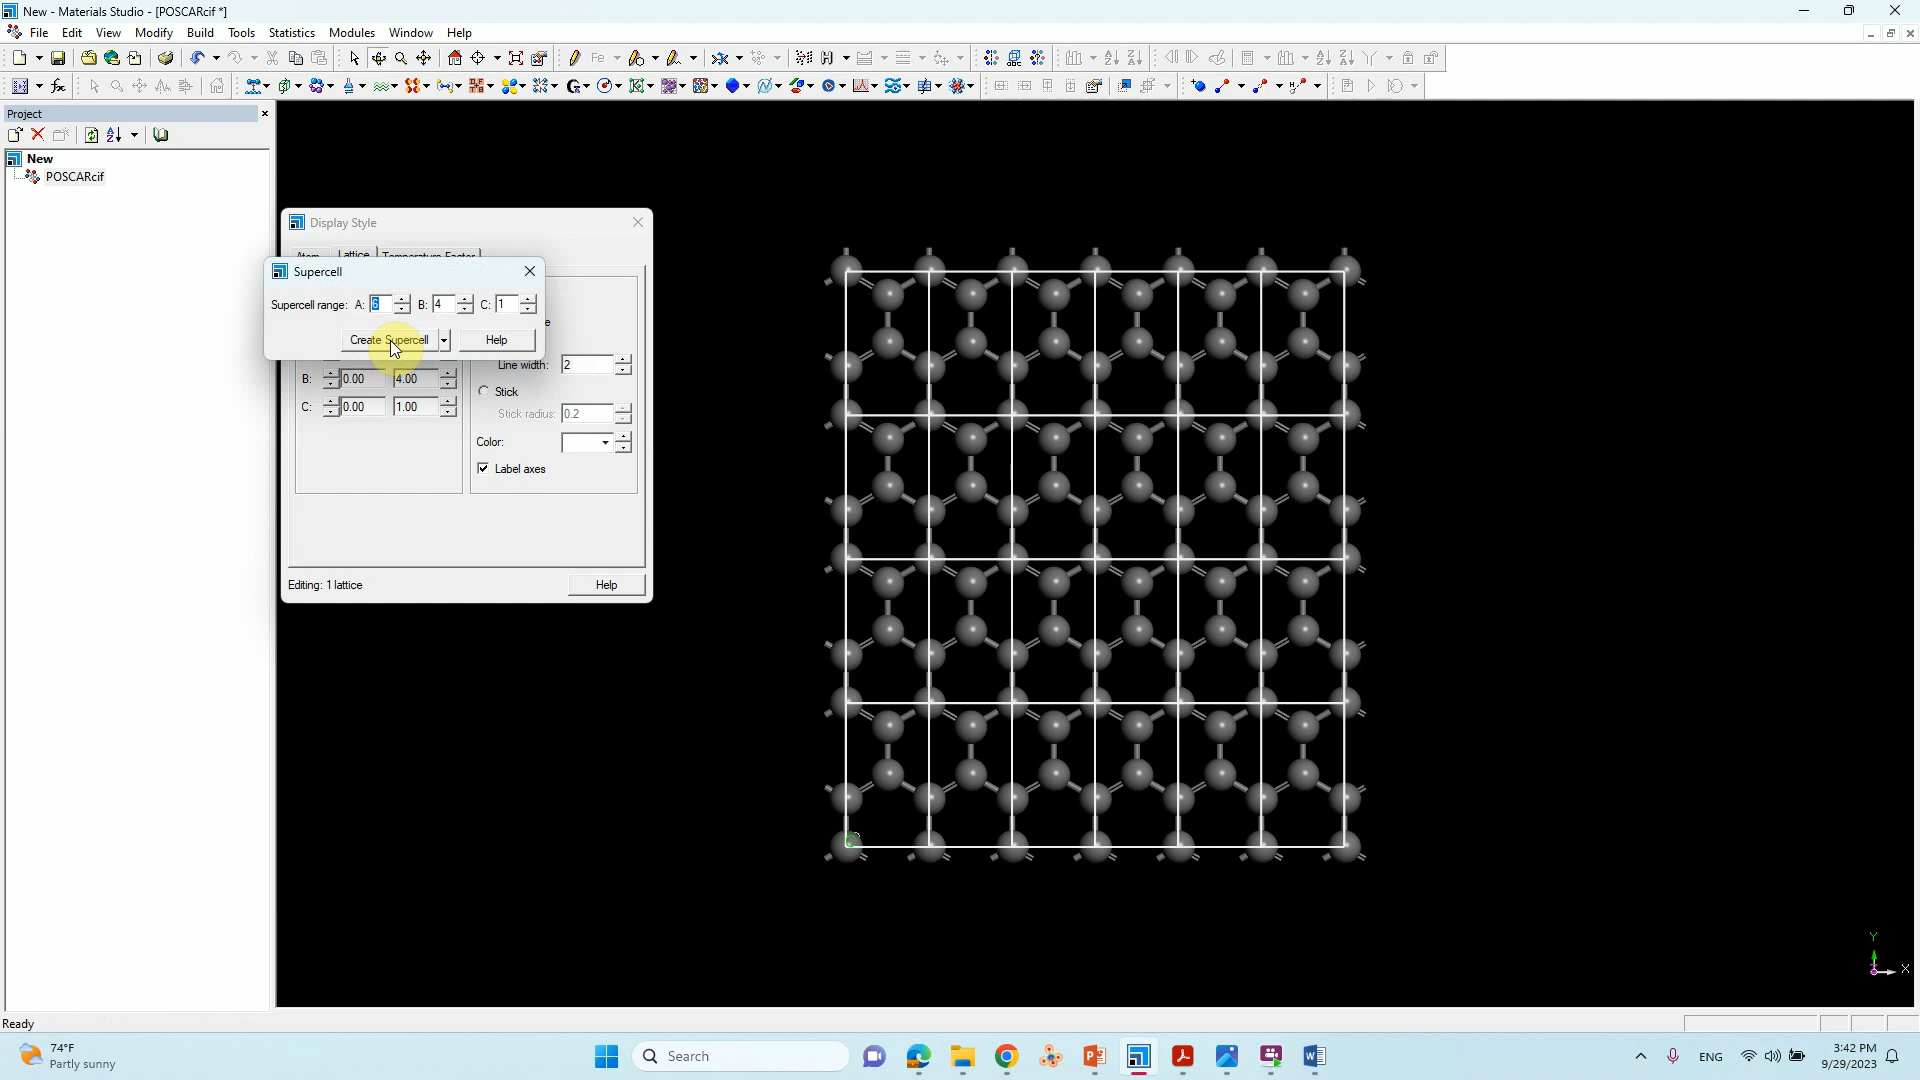 New - Materials Studio - [POSCARcif *]
File Edit View Modify Build Tools Statistics Modules Window Help
Project
New
POSCARcif
Display Style
Lattice
Supercell
Supercell range: A: 6 B: 4 C: 1
Create Supercell Help
Line width: 2
B: 0.00 4.00
Stick
C: 0.00 1.00
Stick radius: 0.2
Color:
Label axes
Editing: 1 lattice
Help
Y
X
Ready
74°F
Partly sunny
Search
ENG
3:42 PM
9/29/2023